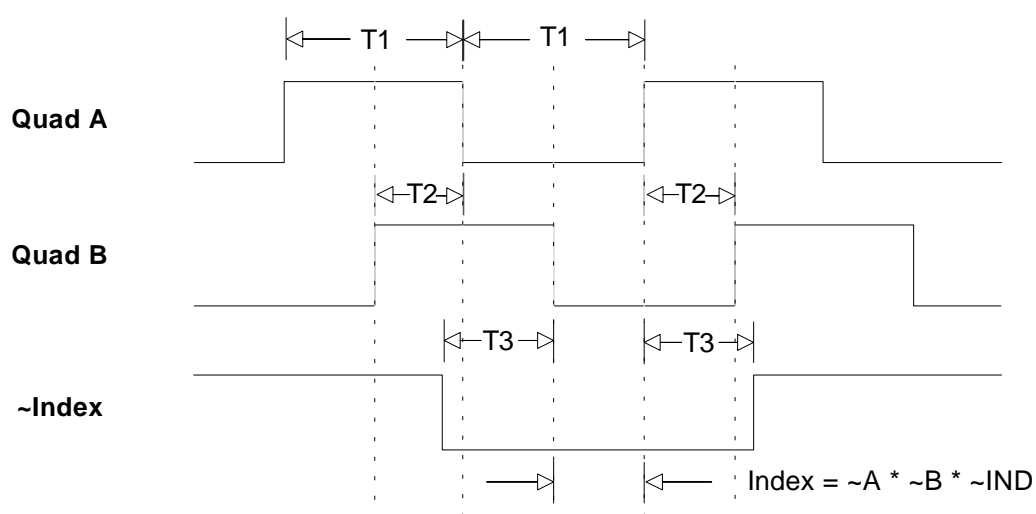 T1 T1
Quad A
T2 T2
Quad B
T3 T3
~Index
Index = ~A * ~B * ~IND